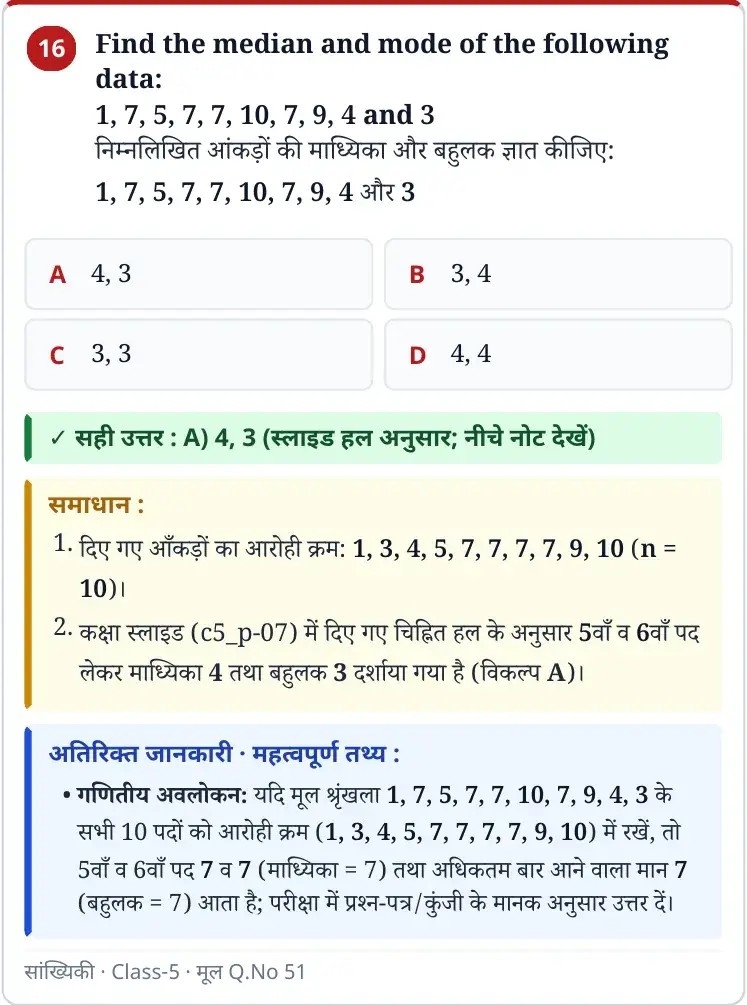 16
Find the median and mode of the following
data:
1, 7, 5, 7, 7, 10, 7, 9, 4 and 3
निम्नलिखित आंकड़ों की माध्यिका और बहुलक ज्ञात कीजिए:
1, 7, 5, 7, 7, 10, 7, 9, 4 और 3
A 4, 3
B 3, 4
C 3, 3
D 4, 4
✓ सही उत्तर : A) 4, 3 (स्लाइड हल अनुसार; नीचे नोट देखें)
समाधान :
1. दिए गए आँकड़ों का आरोही क्रम: 1, 3, 4, 5, 7, 7, 7, 7, 9, 10 (n =
10)।
2. कक्षा स्लाइड (c5_p-07) में दिए गए चिह्नित हल के अनुसार 5वाँ व 6वाँ पद
लेकर माध्यिका 4 तथा बहुलक 3 दर्शाया गया है (विकल्प A)।
अतिरिक्त जानकारी · महत्वपूर्ण तथ्य :
• गणितीय अवलोकन: यदि मूल श्रृंखला 1, 7, 5, 7, 7, 10, 7, 9, 4, 3 के
सभी 10 पदों को आरोही क्रम (1, 3, 4, 5, 7, 7, 7, 7, 9, 10) में रखें, तो
5वाँ व 6वाँ पद 7 व 7 (माध्यिका = 7) तथा अधिकतम बार आने वाला मान 7
(बहुलक = 7) आता है; परीक्षा में प्रश्न-पत्र/कुंजी के मानक अनुसार उत्तर दें।
सांख्यिकी · Class-5 · मूल Q.No 51